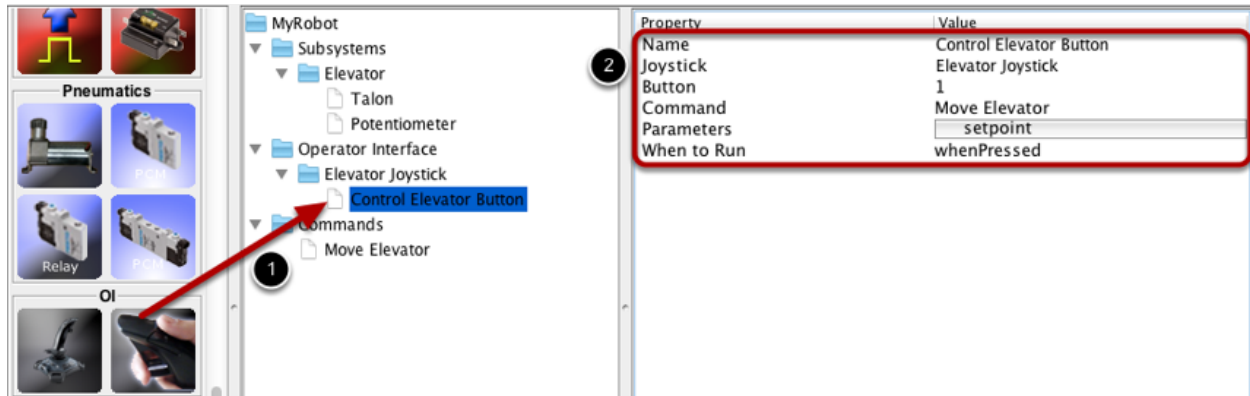 Pneumatics
PCM
Relay
PCM
OI
MyRobot
Subsystems
Elevator
Talon
Potentiometer
Operator Interface
Elevator Joystick
Control Elevator Button
Commands
Move Elevator
1
2
Property Value
Name Control Elevator Button
Joystick Elevator Joystick
Button 1
Command Move Elevator
Parameters setpoint
When to Run whenPressed